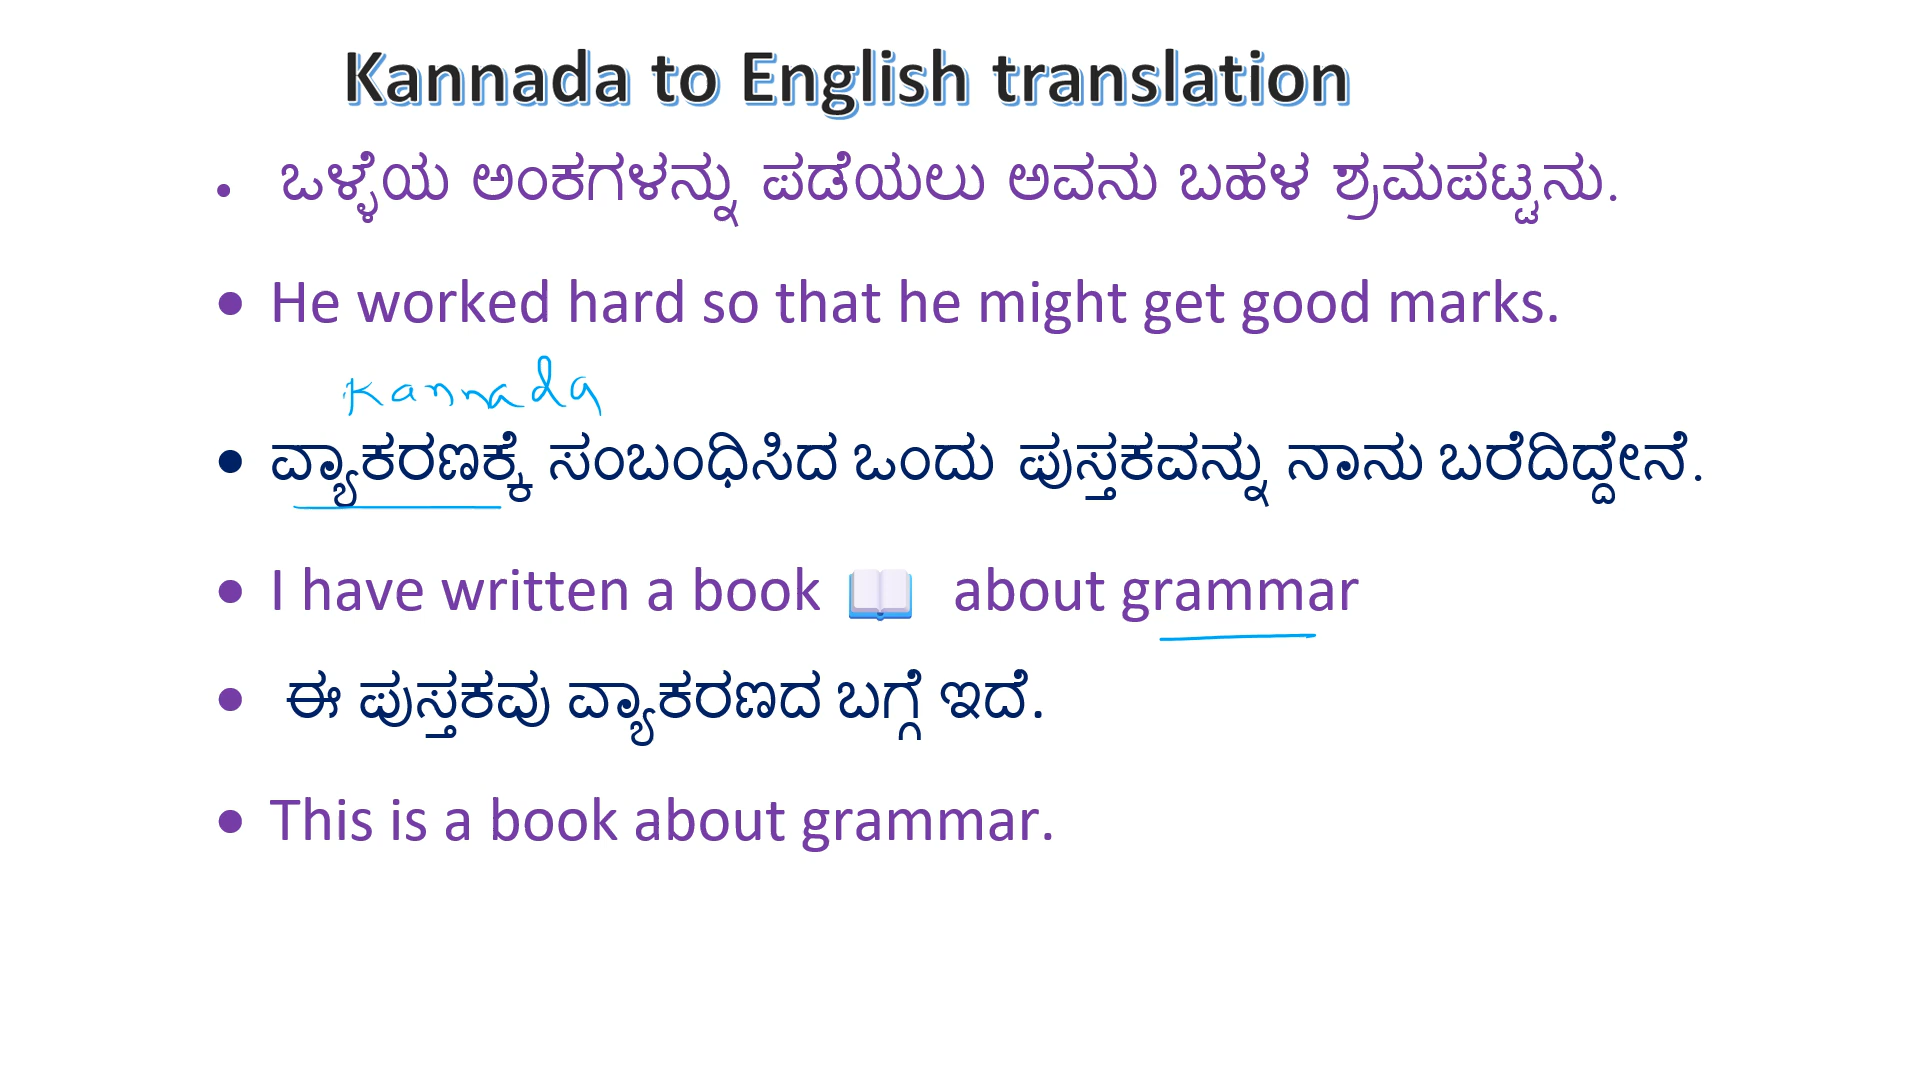 Kannada to English translation
• ಒಳ್ಳೆಯ ಅಂಕಗಳನ್ನು ಪಡೆಯಲು ಅವನು ಬಹಳ ಶ್ರಮಪಟ್ಟನು.
• He worked hard so that he might get good marks.
Kannada
• ವ್ಯಾಕರಣಕ್ಕೆ ಸಂಬಂಧಿಸಿದ ಒಂದು ಪುಸ್ತಕವನ್ನು ನಾನು ಬರೆದಿದ್ದೇನೆ.
• I have written a book 📖 about grammar
• ಈ ಪುಸ್ತಕವು ವ್ಯಾಕರಣದ ಬಗ್ಗೆ ಇದೆ.
• This is a book about grammar.